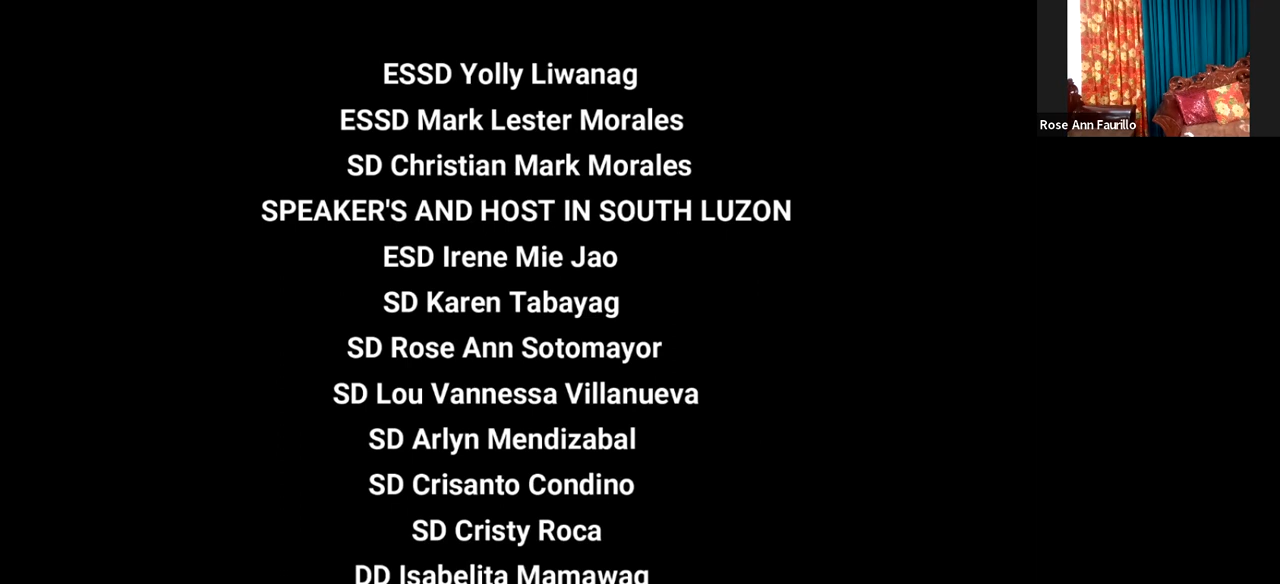 ESSD Yolly Liwanag
ESSD Mark Lester Morales
SD Christian Mark Morales
SPEAKER'S AND HOST IN SOUTH LUZON
ESD Irene Mie Jao
SD Karen Tabayag
SD Rose Ann Sotomayor
SD Lou Vannessa Villanueva
SD Arlyn Mendizabal
SD Crisanto Condino
SD Cristy Roca
DD Isabelita Mamawag
Rose Ann Faurillo